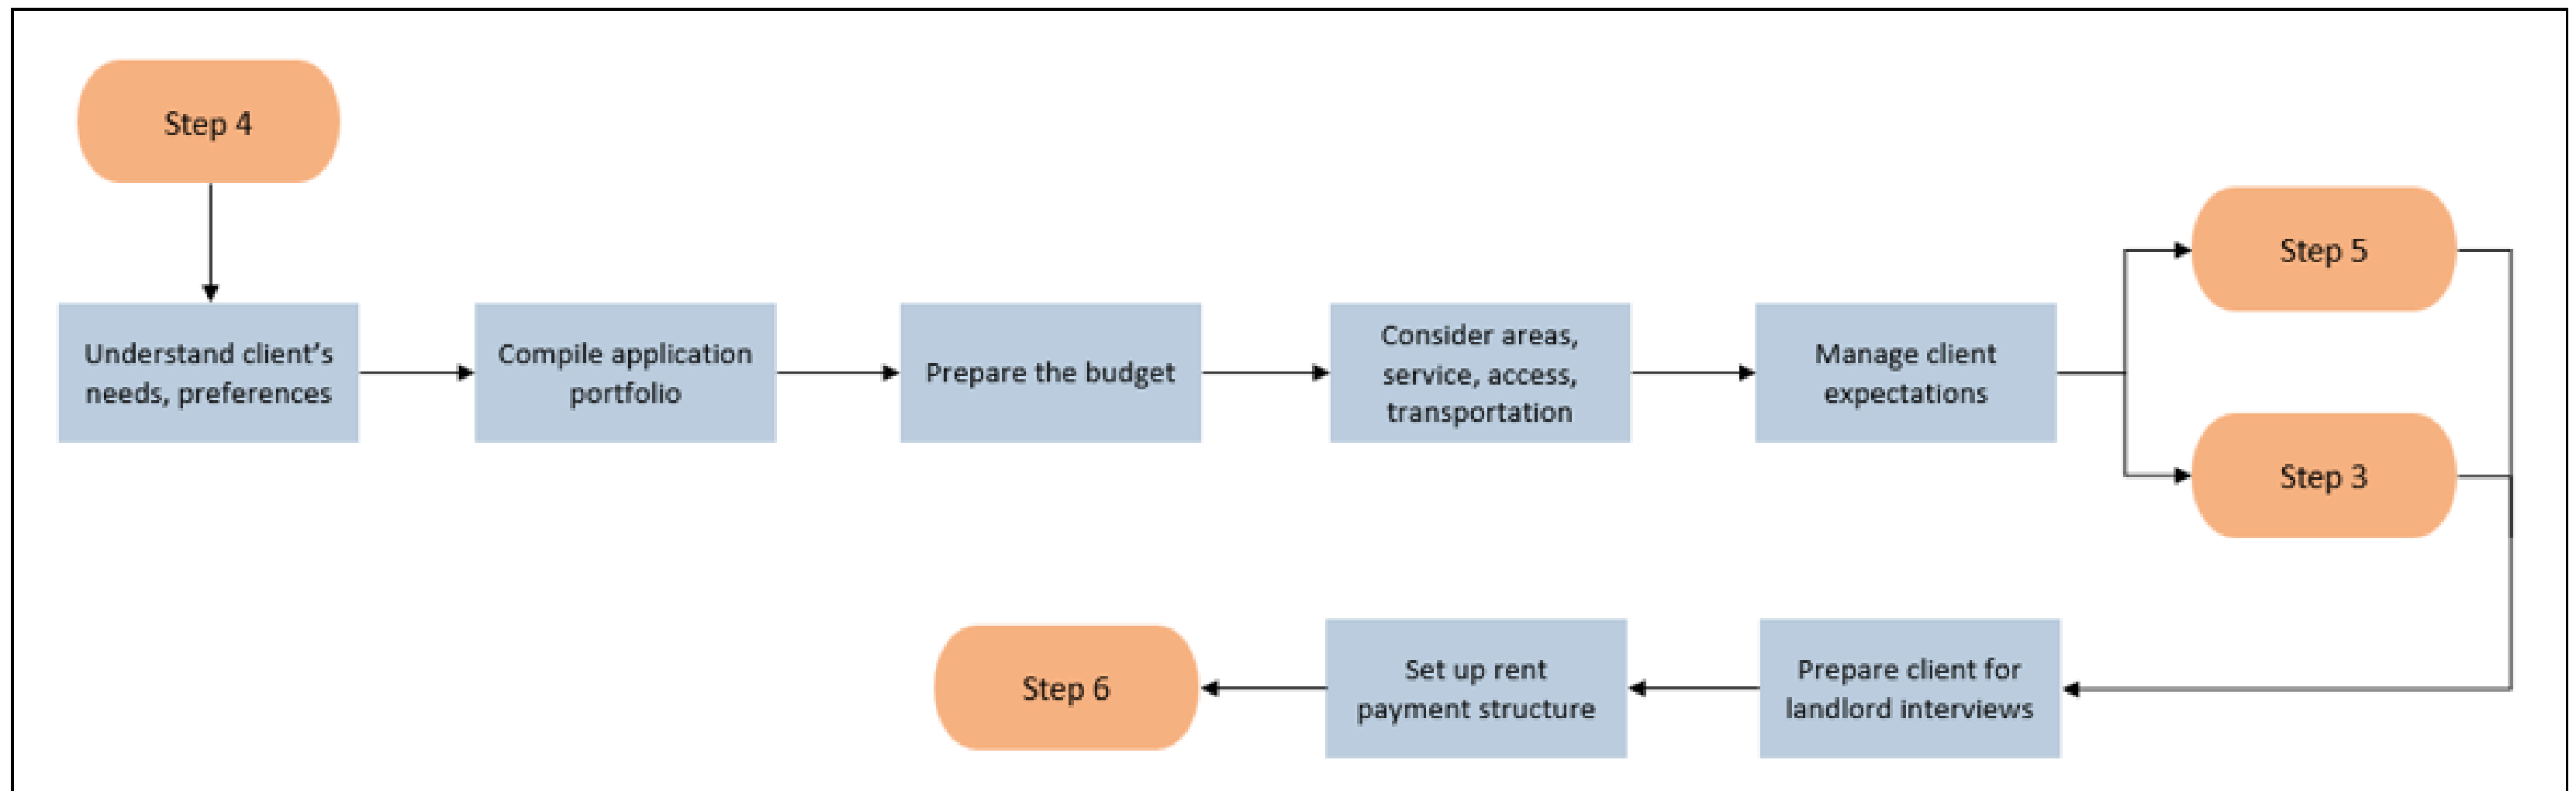 Step 4
Understand client's
needs, preferences
Compile application
portfolio
Prepare the budget
Consider areas,
service, access,
transportation
Manage client
expectations
Step 5
Step 3
Prepare client for
landlord interviews
Set up rent
payment structure
Step 6